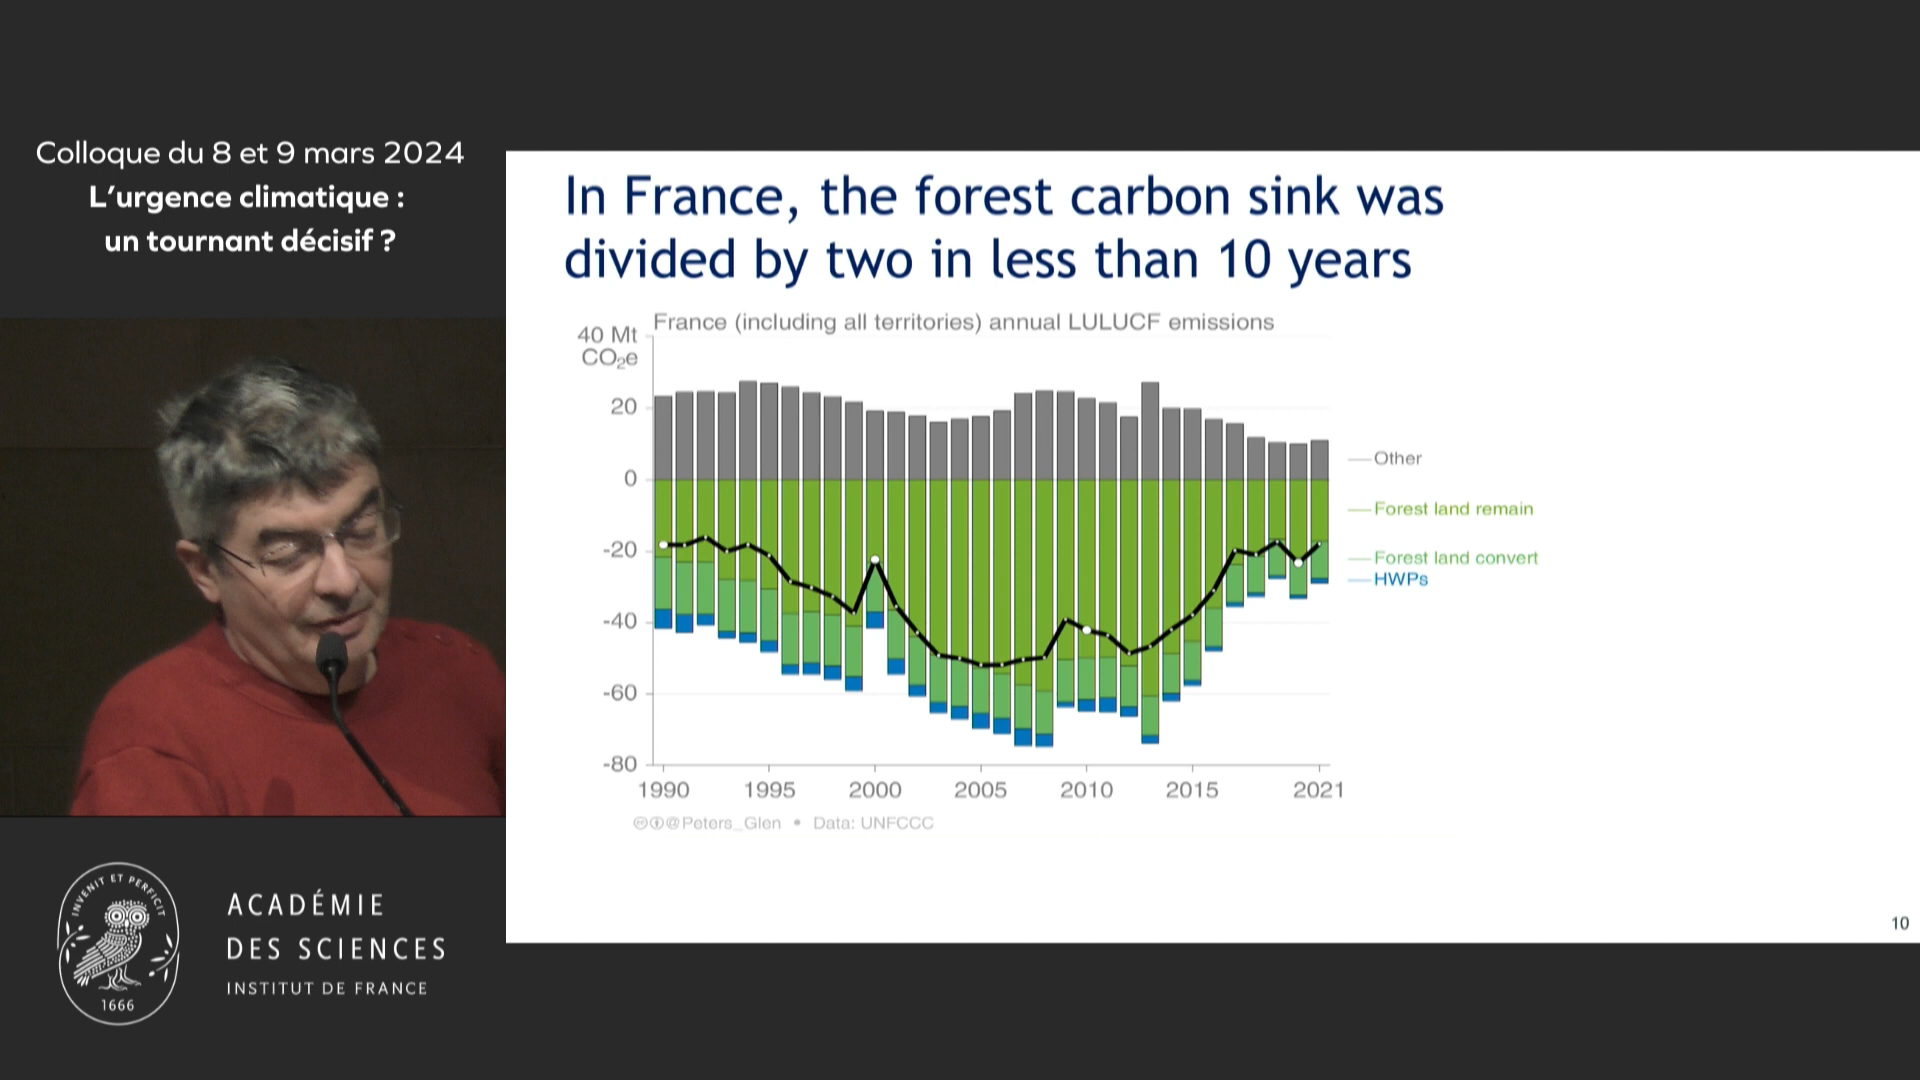 Colloque du 8 et 9 mars 2024
L’urgence climatique :
un tournant décisif ?
In France, the forest carbon sink was
divided by two in less than 10 years
France (including all territories) annual LULUCF emissions
40 Mt
CO₂e
20
0
-20
-40
-60
-80
1990
1995
2000
2005
2010
2015
2021
Other
Forest land remain
Forest land convert
HWPs
@Peters_Glen • Data: UNFCCC
10
INVENIT ET PERFICIT
1666
ACADÉMIE
DES SCIENCES
INSTITUT DE FRANCE